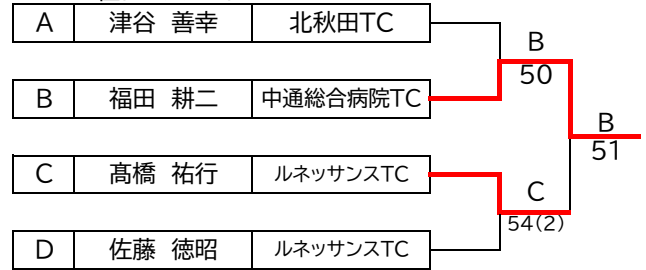 A 津谷 善幸 北秋田TC
B
50
B 福田 耕二 中通総合病院TC
B
51
C 髙橋 祐行 ルネッサンスTC
C
54(2)
D 佐藤 徳昭 ルネッサンスTC